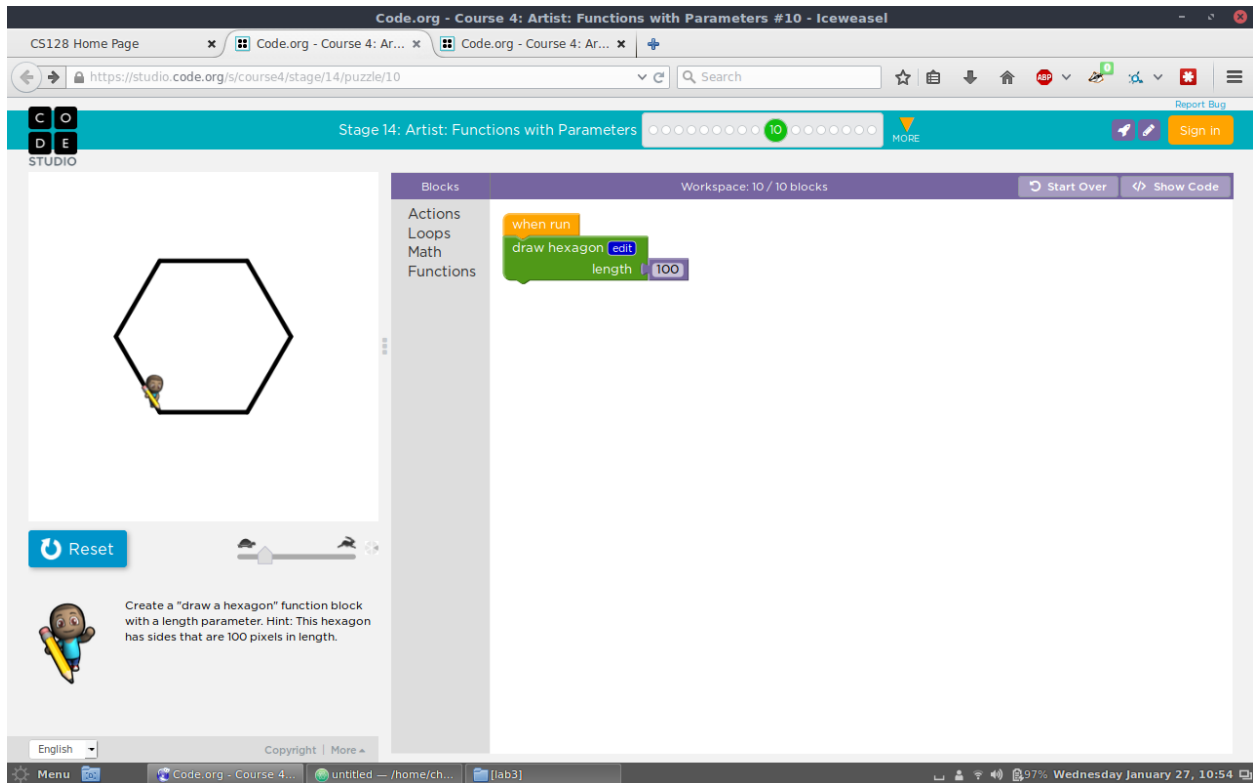 Code.org - Course 4: Artist: Functions with Parameters #10 - Iceweasel
CS128 Home Page
Code.org - Course 4: Ar...
Code.org - Course 4: Ar...
https://studio.code.org/s/course4/stage/14/puzzle/10
Search
ABP
0
Report Bug
C O
D E
STUDIO
Stage 14: Artist: Functions with Parameters
10
MORE
Sign in
Blocks
Workspace: 10 / 10 blocks
Start Over
</> Show Code
Actions
Loops
Math
Functions
when run
draw hexagon edit
length 100
Reset
Create a "draw a hexagon" function block
with a length parameter. Hint: This hexagon
has sides that are 100 pixels in length.
English
Copyright | More
Menu
Code.org - Course 4...
untitled — /home/ch...
[lab3]
97% Wednesday January 27, 10:54